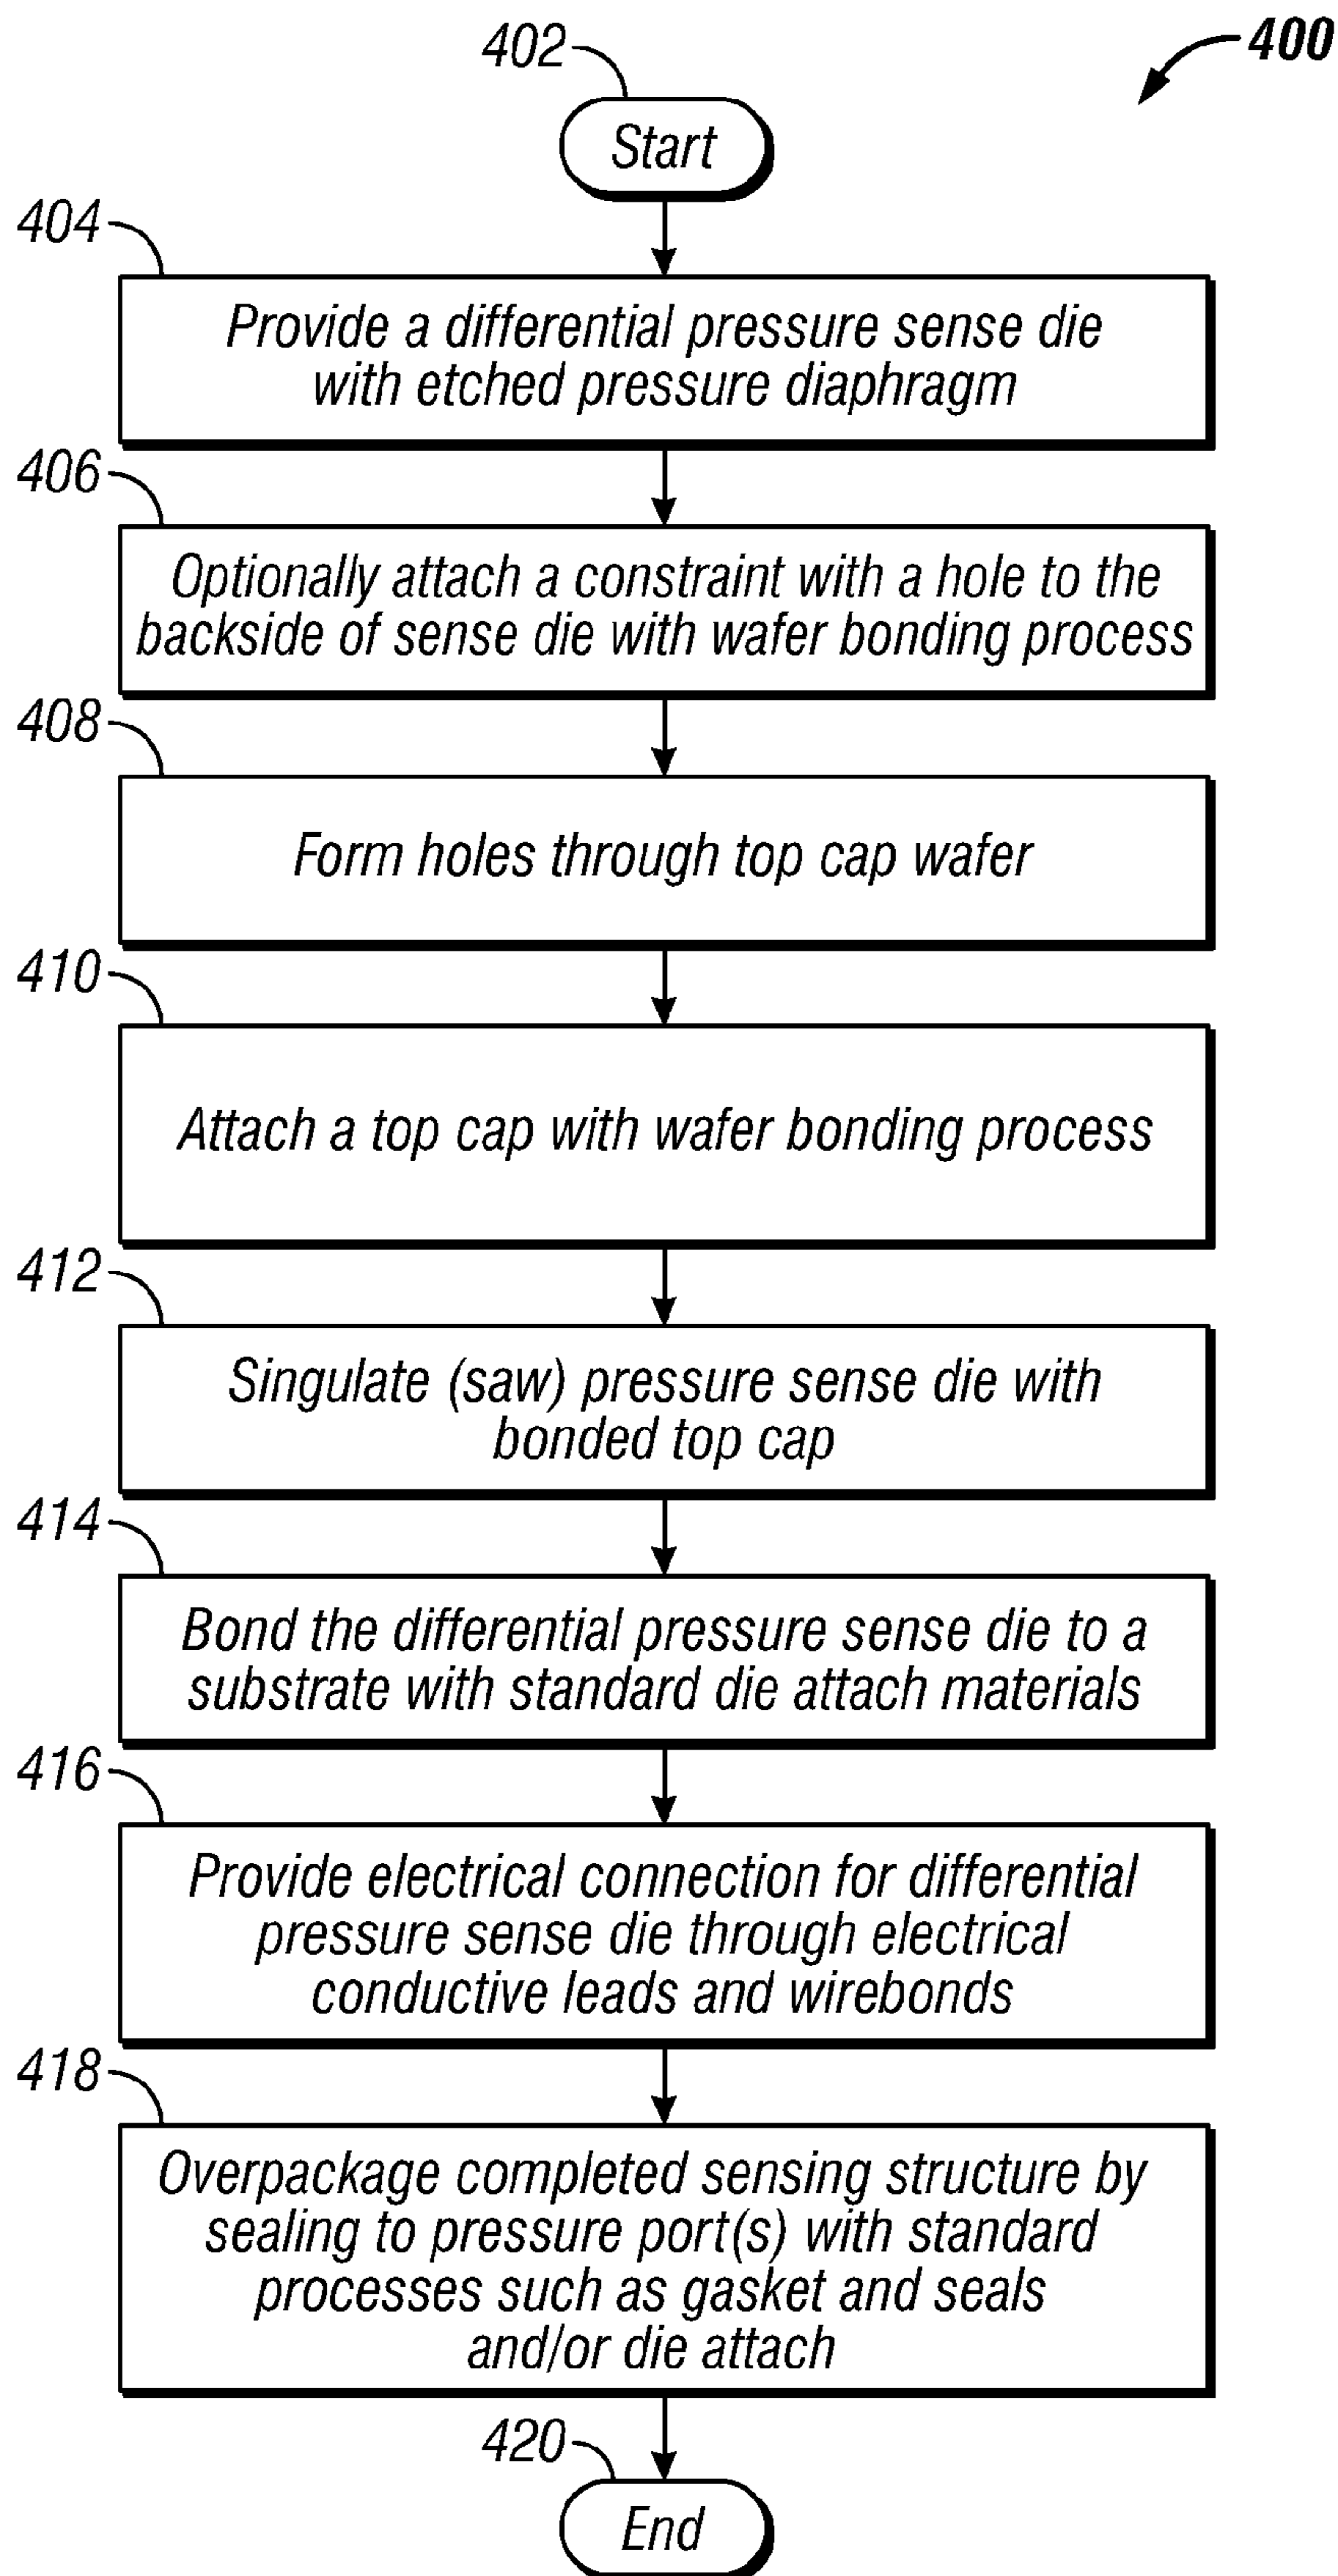 400
402
Start
404
Provide a differential pressure sense die
with etched pressure diaphragm
406
Optionally attach a constraint with a hole to the
backside of sense die with wafer bonding process
408
Form holes through top cap wafer
410
Attach a top cap with wafer bonding process
412
Singulate (saw) pressure sense die with
bonded top cap
414
Bond the differential pressure sense die to a
substrate with standard die attach materials
416
Provide electrical connection for differential
pressure sense die through electrical
conductive leads and wirebonds
418
Overpackage completed sensing structure by
sealing to pressure port(s) with standard
processes such as gasket and seals
and/or die attach
420
End